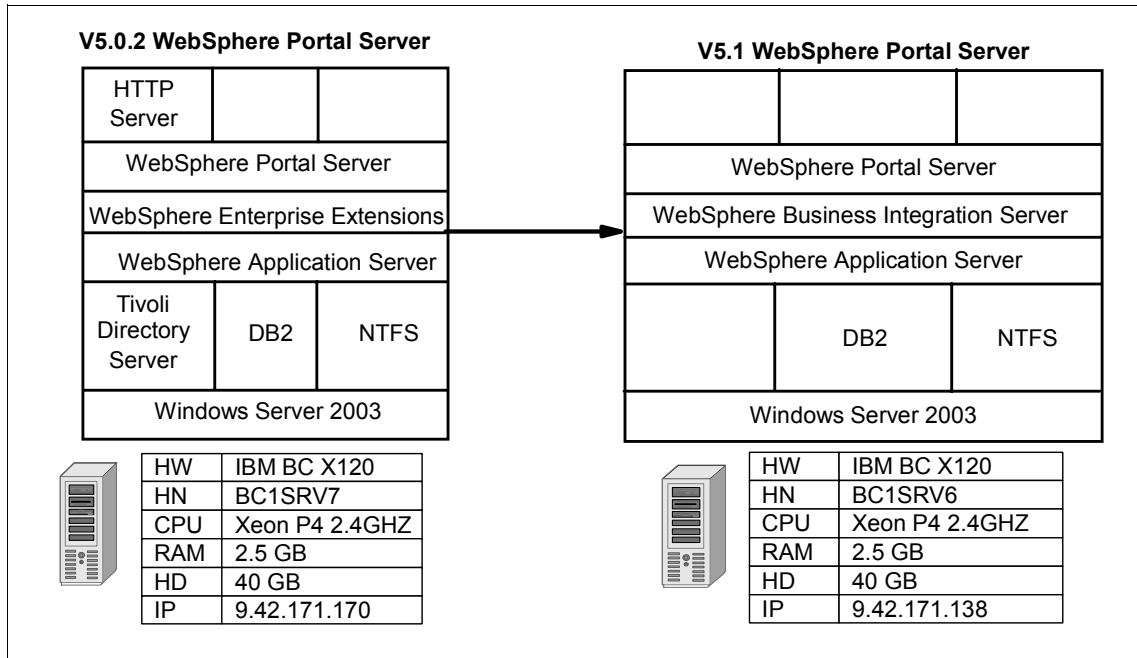 V5.0.2 WebSphere Portal Server
HTTP
Server
WebSphere Portal Server
WebSphere Enterprise Extensions
WebSphere Application Server
Tivoli
Directory
Server
DB2
NTFS
Windows Server 2003
HW IBM BC X120
HN BC1SRV7
CPU Xeon P4 2.4GHZ
RAM 2.5 GB
HD 40 GB
IP 9.42.171.170
V5.1 WebSphere Portal Server
WebSphere Portal Server
WebSphere Business Integration Server
WebSphere Application Server
DB2
NTFS
Windows Server 2003
HW IBM BC X120
HN BC1SRV6
CPU Xeon P4 2.4GHZ
RAM 2.5 GB
HD 40 GB
IP 9.42.171.138